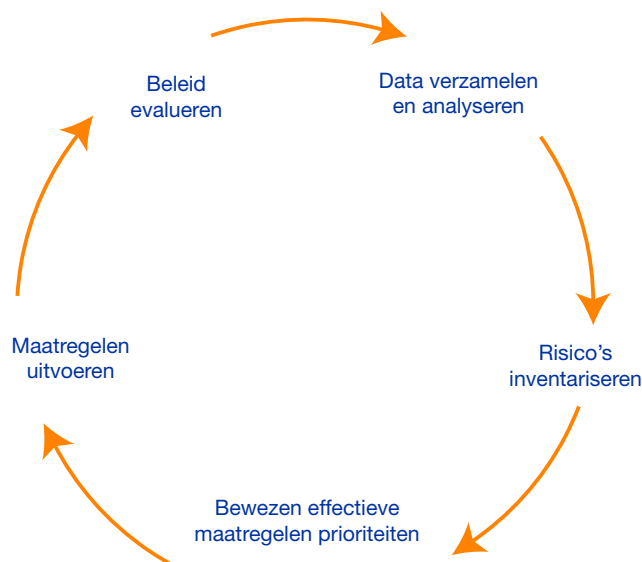 Beleid
evalueren
Data verzamelen
en analyseren
Risico’s
inventariseren
Bewezen effectieve
maatregelen prioriteiten
Maatregelen
uitvoeren